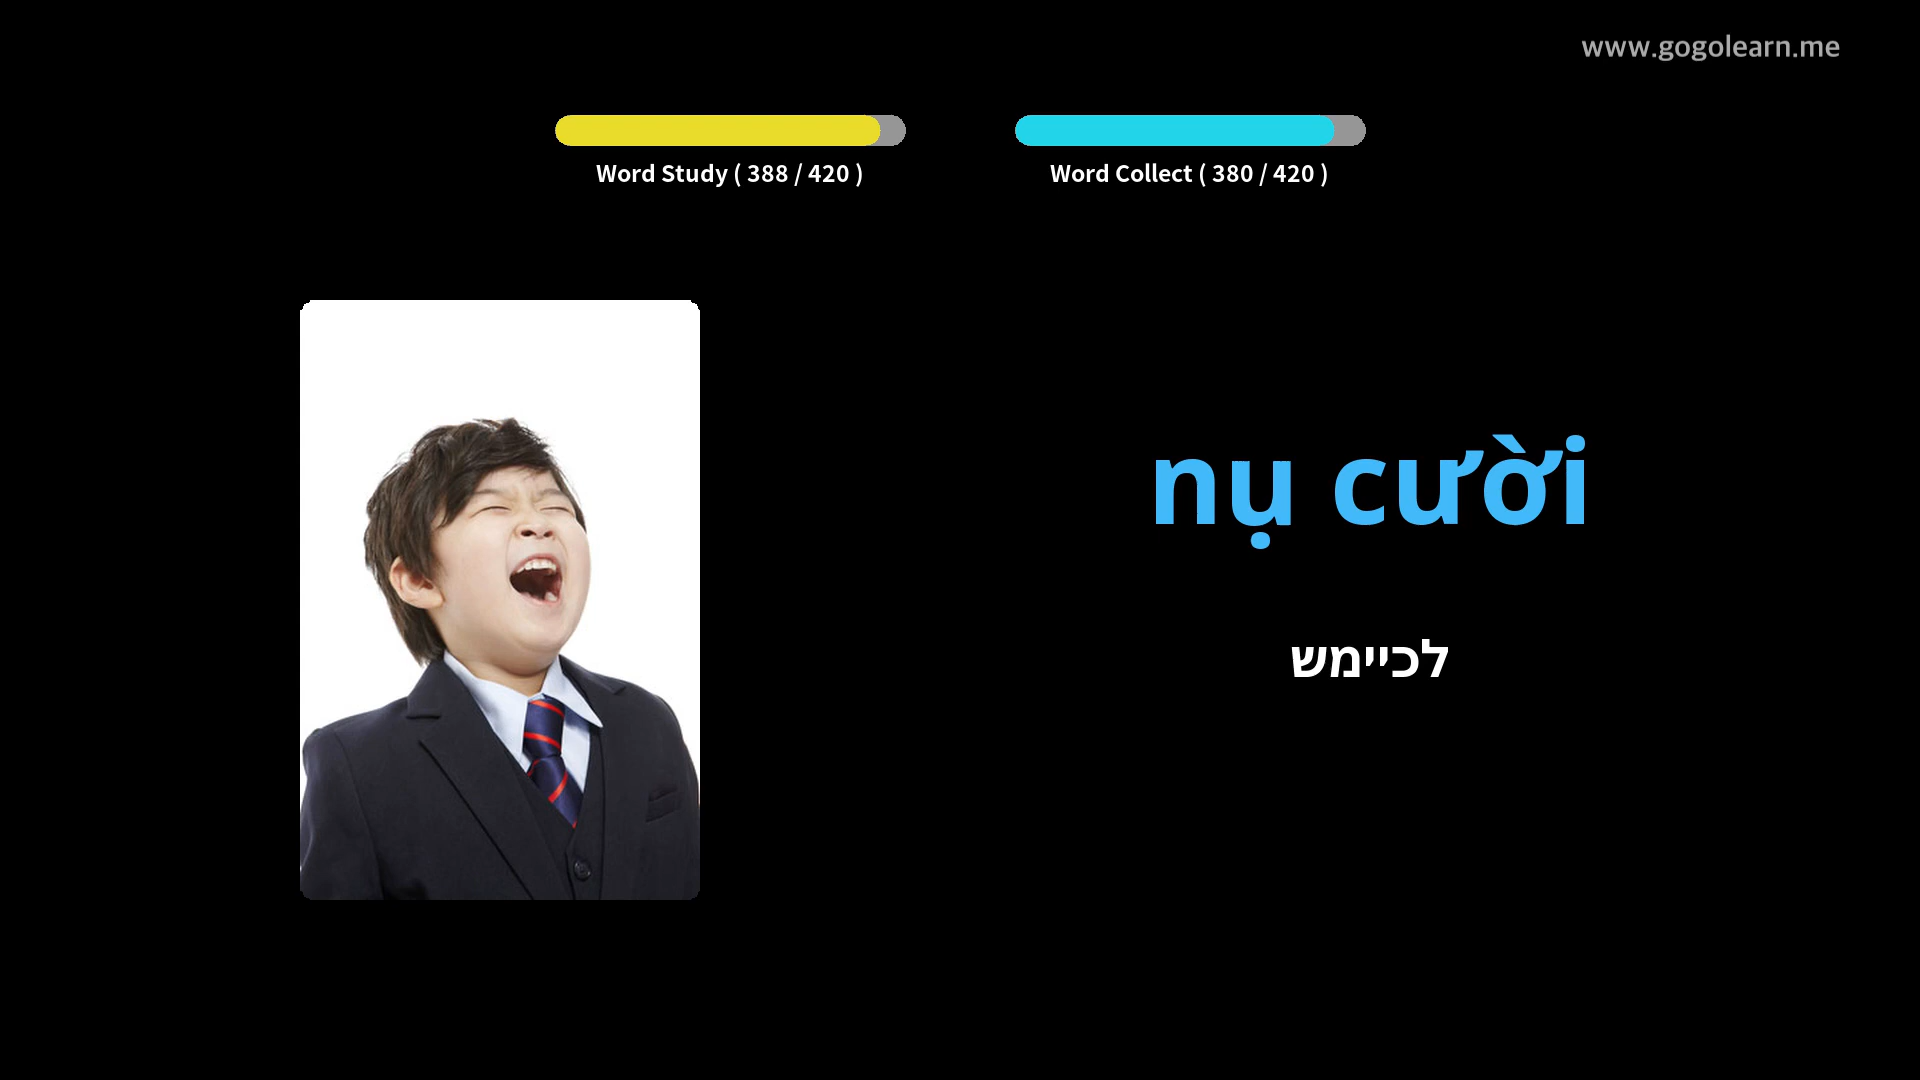 www.gogolearn.me
Word Study ( 388 / 420 )
Word Collect ( 380 / 420 )
nụ cười
לכיימש